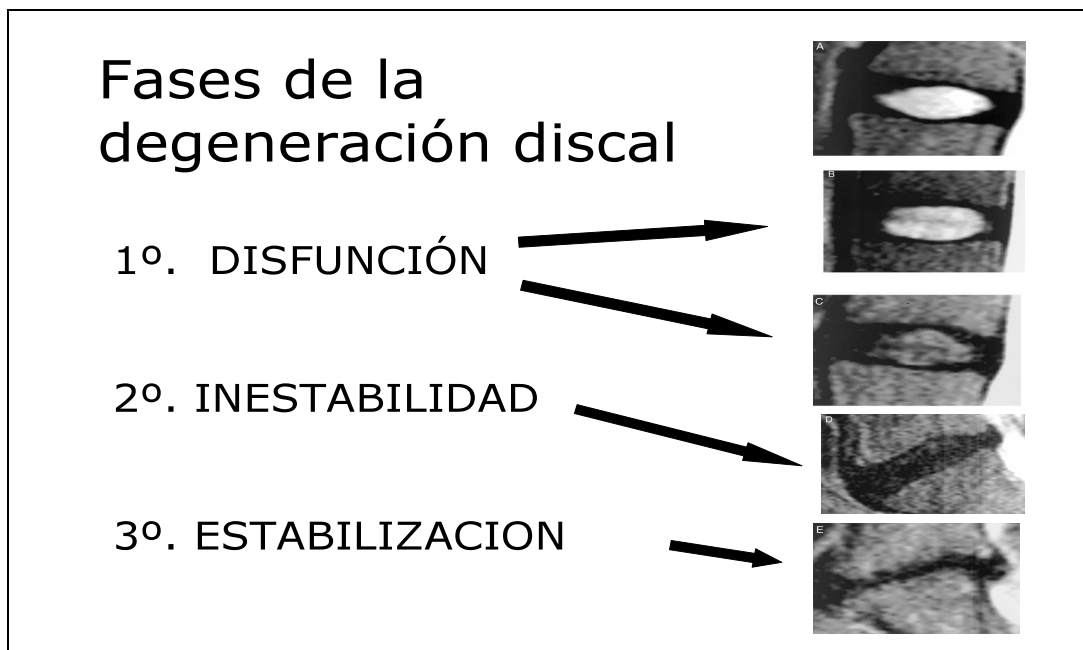 Fases de la
degeneración discal
1º. DISFUNCIÓN
2º. INESTABILIDAD
3º. ESTABILIZACION
A
B
C
D
E